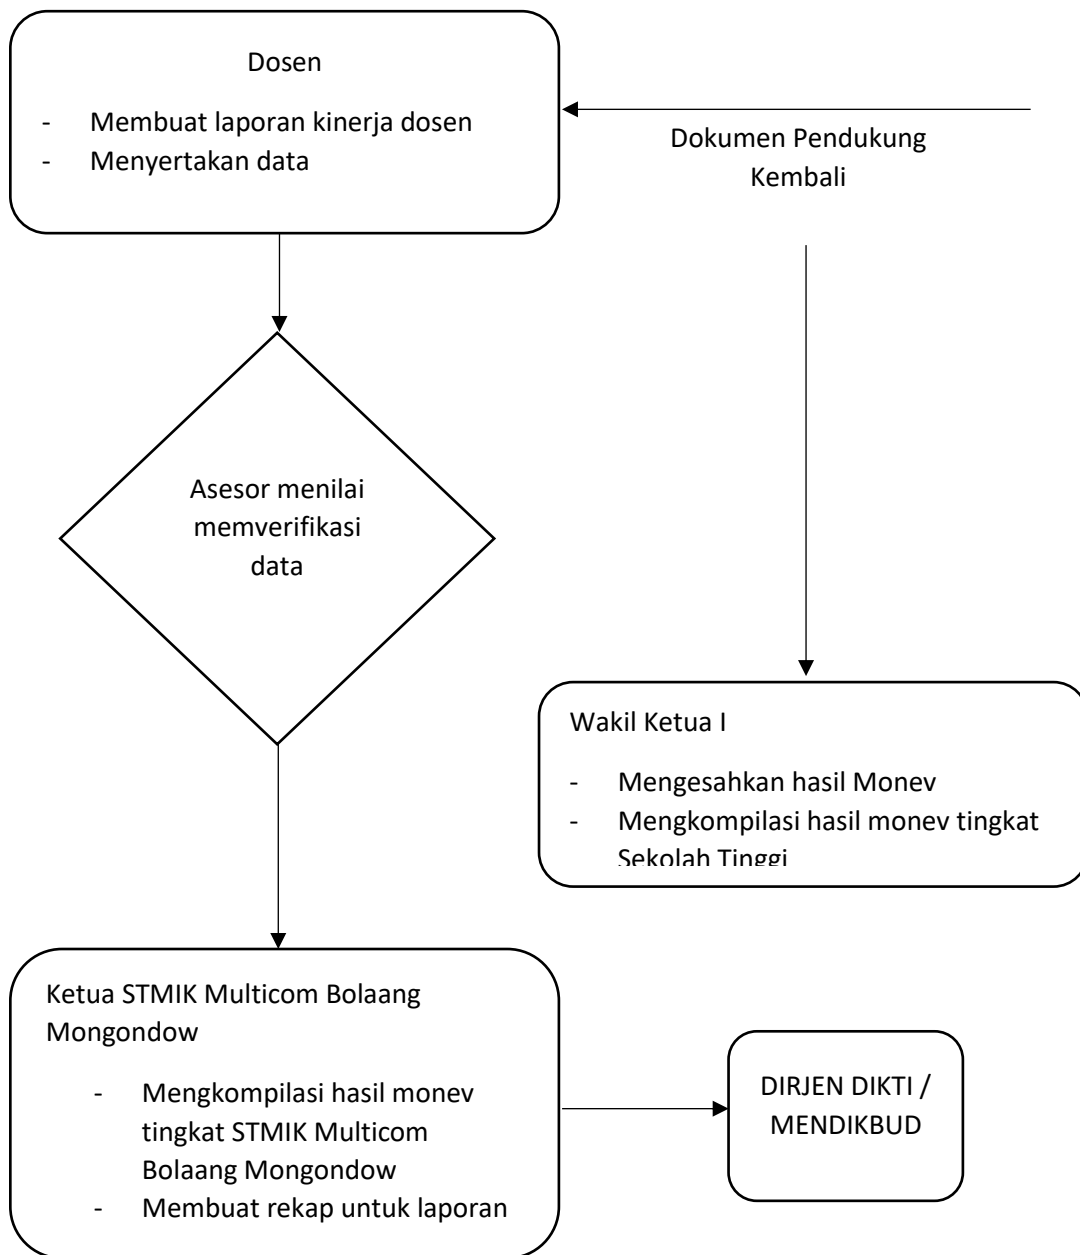 Dosen
- Membuat laporan kinerja dosen
- Menyertakan data
Dokumen Pendukung
Kembali
Asesor menilai
memverifikasi
data
Wakil Ketua I
- Mengesahkan hasil Monev
- Mengkompilasi hasil monev tingkat
Sekolah Tinggi
Ketua STMIK Multicom Bolaang
Mongondow
- Mengkompilasi hasil monev
tingkat STMIK Multicom
Bolaang Mongondow
- Membuat rekap untuk laporan
DIRJEN DIKTI /
MENDIKBUD